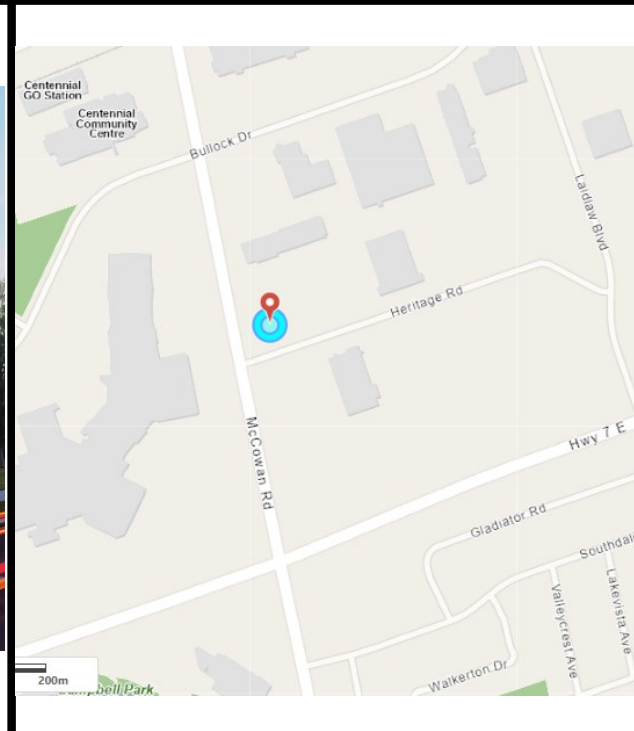 Centennial
GO Station
Centennial
Community
Centre
Bullock Dr
Laidlaw Blvd
Heritage Rd
McCowan Rd
Hwy 7 E
Gladiator Rd
Valleycrest Ave
Lakevista Ave
Walkerton Dr
200m
Park